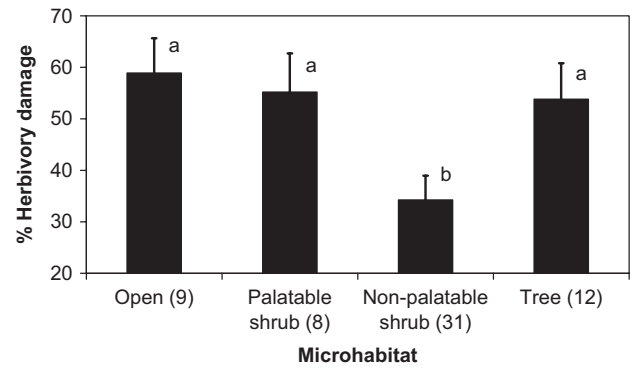 70
60
50
40
30
20
% Herbivory damage
a
a
b
a
Open (9)
Palatable
shrub (8)
Non-palatable
shrub (31)
Tree (12)
Microhabitat